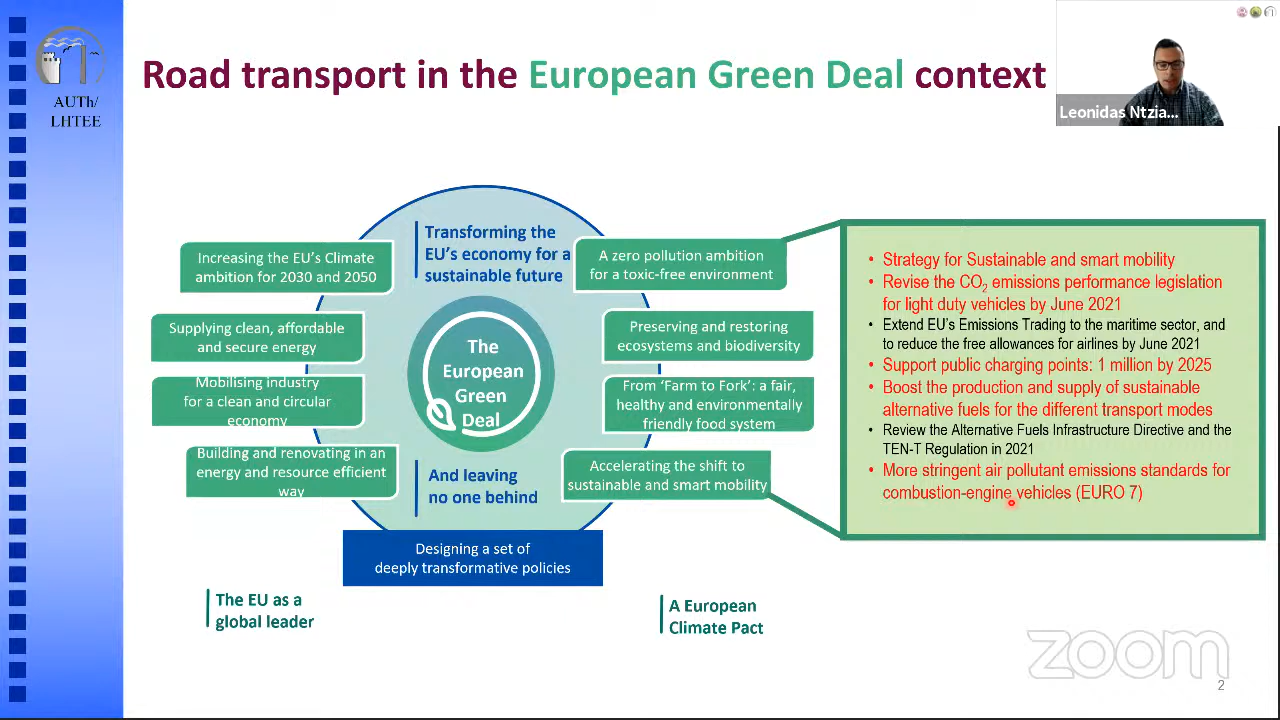 Road transport in the European Green Deal context
AUTh/
LHTEE
Leonidas Ntzia...
Transforming the
EU's economy for a
sustainable future
Increasing the EU's Climate
ambition for 2030 and 2050
Supplying clean, affordable
and secure energy
Mobilising industry
for a clean and circular
economy
Building and renovating in an
energy and resource efficient
way
The
European
Green
Deal
A zero pollution ambition
for a toxic-free environment
Preserving and restoring
ecosystems and biodiversity
From ‘Farm to Fork’: a fair,
healthy and environmentally
friendly food system
Accelerating the shift to
sustainable and smart mobility
And leaving
no one behind
Designing a set of
deeply transformative policies
The EU as a
global leader
A European
Climate Pact
• Strategy for Sustainable and smart mobility
• Revise the CO2 emissions performance legislation
for light duty vehicles by June 2021
• Extend EU's Emissions Trading to the maritime sector, and
to reduce the free allowances for airlines by June 2021
• Support public charging points: 1 million by 2025
• Boost the production and supply of sustainable
alternative fuels for the different transport modes
• Review the Alternative Fuels Infrastructure Directive and the
TEN-T Regulation in 2021
• More stringent air pollutant emissions standards for
combustion-engine vehicles (EURO 7)
zoom
2